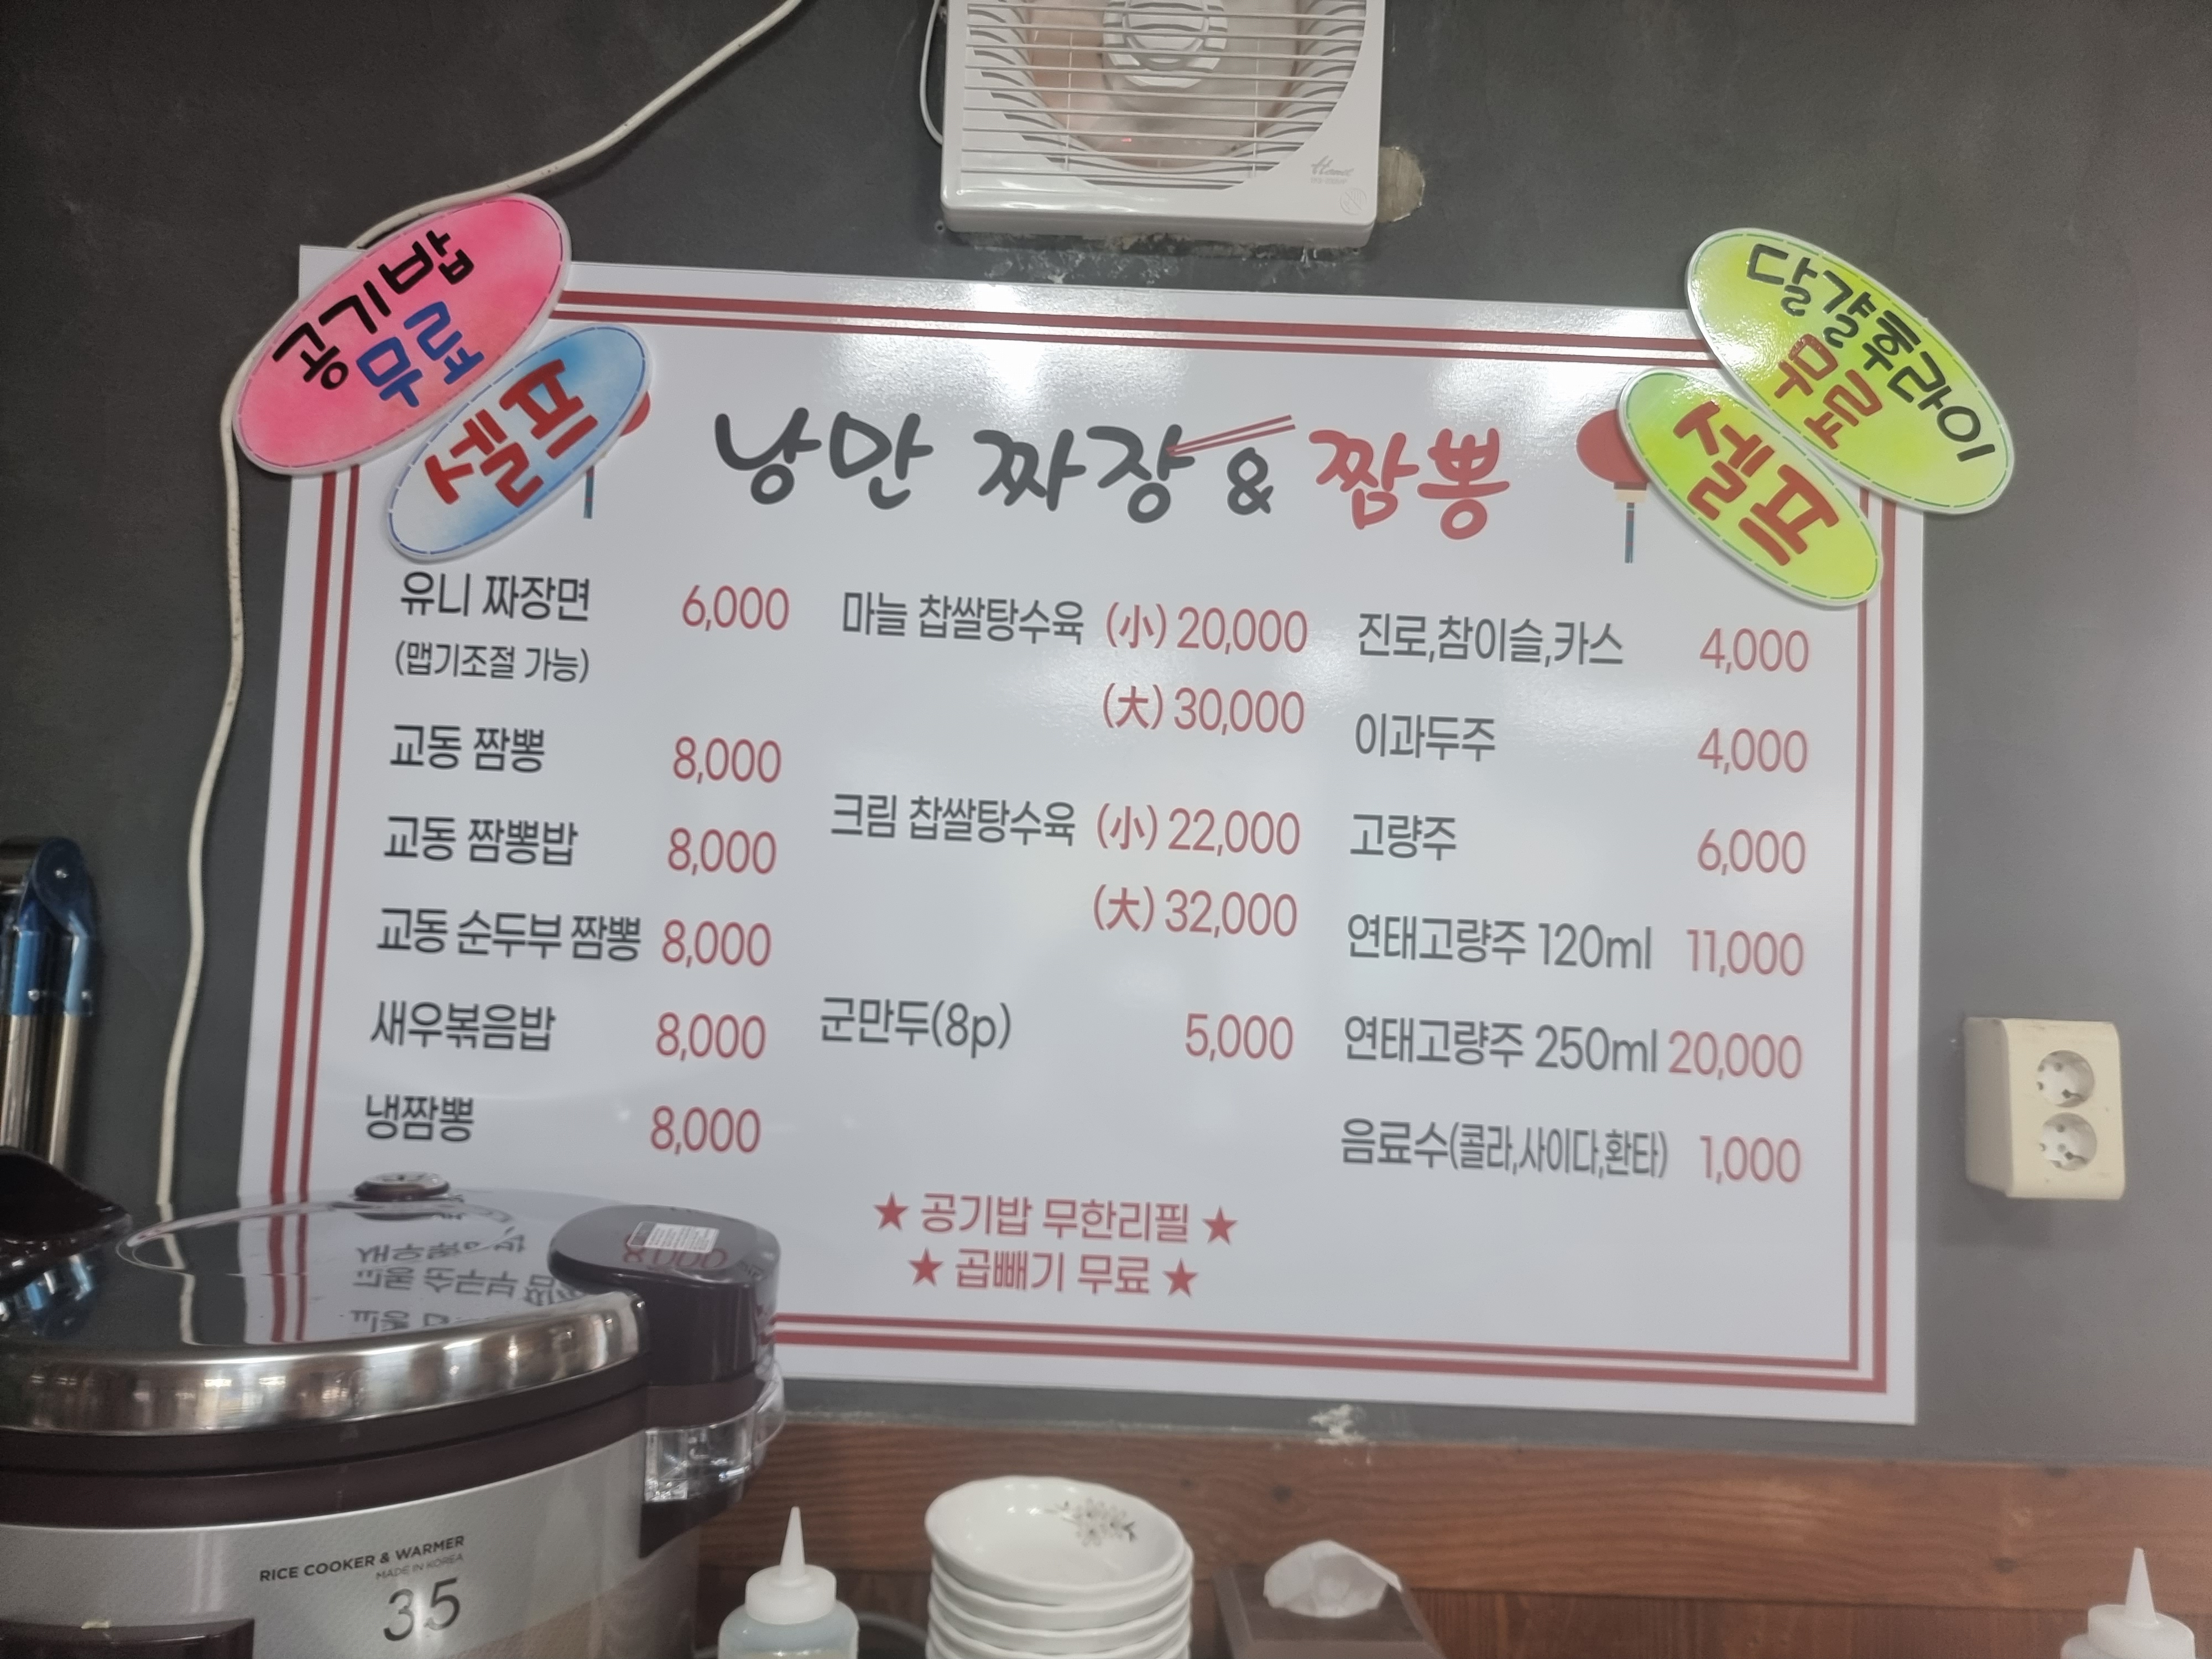 공기밥
무료
셀프
달걀후라이
무료
셀프
낭만 짜장 & 짬뽕
유니 짜장면 6,000
(맵기조절 가능)
교동 짬뽕 8,000
교동 짬뽕밥 8,000
교동 순두부 짬뽕 8,000
새우볶음밥 8,000
냉짬뽕 8,000
마늘 찹쌀탕수육 (小) 20,000
(大) 30,000
크림 찹쌀탕수육 (小) 22,000
(大) 32,000
군만두(8p) 5,000
진로,참이슬,카스 4,000
이과두주 4,000
고량주 6,000
연태고량주 120ml 11,000
연태고량주 250ml 20,000
음료수(콜라,사이다,환타) 1,000
★ 공기밥 무한리필 ★
★ 곱빼기 무료 ★
RICE COOKER & WARMER
MADE IN KOREA
35